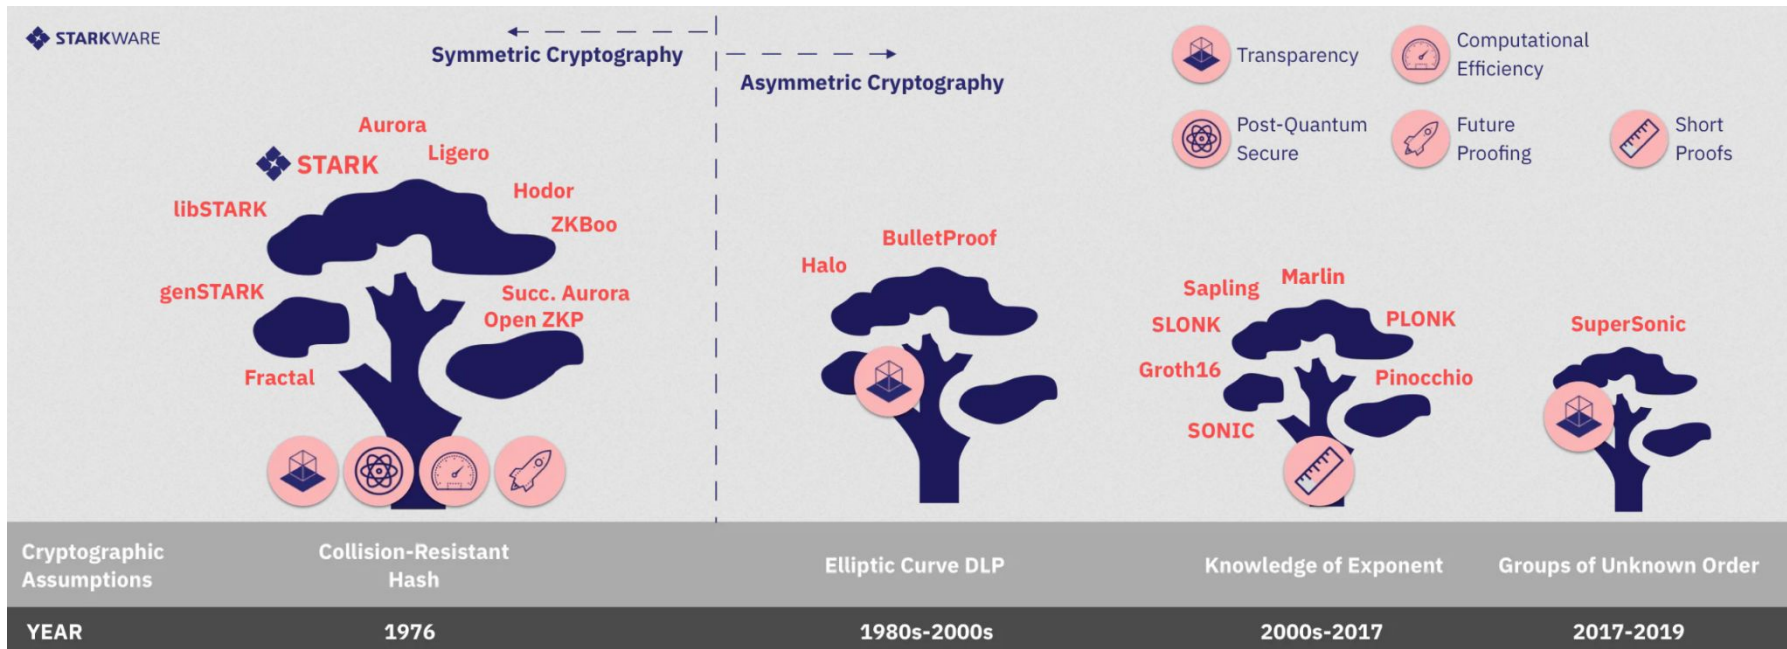 STARKWARE
Symmetric Cryptography
Asymmetric Cryptography
Transparency
Computational
Efficiency
Post-Quantum
Secure
Future
Proofing
Short
Proofs
Aurora
Ligero
STARK
Hodor
libSTARK
ZKBoo
genSTARK
Succ. Aurora
Open ZKP
Fractal
BulletProof
Halo
Marlin
Sapling
SLONK
PLONK
Groth16
Pinocchio
SONIC
SuperSonic
Cryptographic
Assumptions
Collision-Resistant
Hash
Elliptic Curve DLP
Knowledge of Exponent
Groups of Unknown Order
YEAR
1976
1980s-2000s
2000s-2017
2017-2019